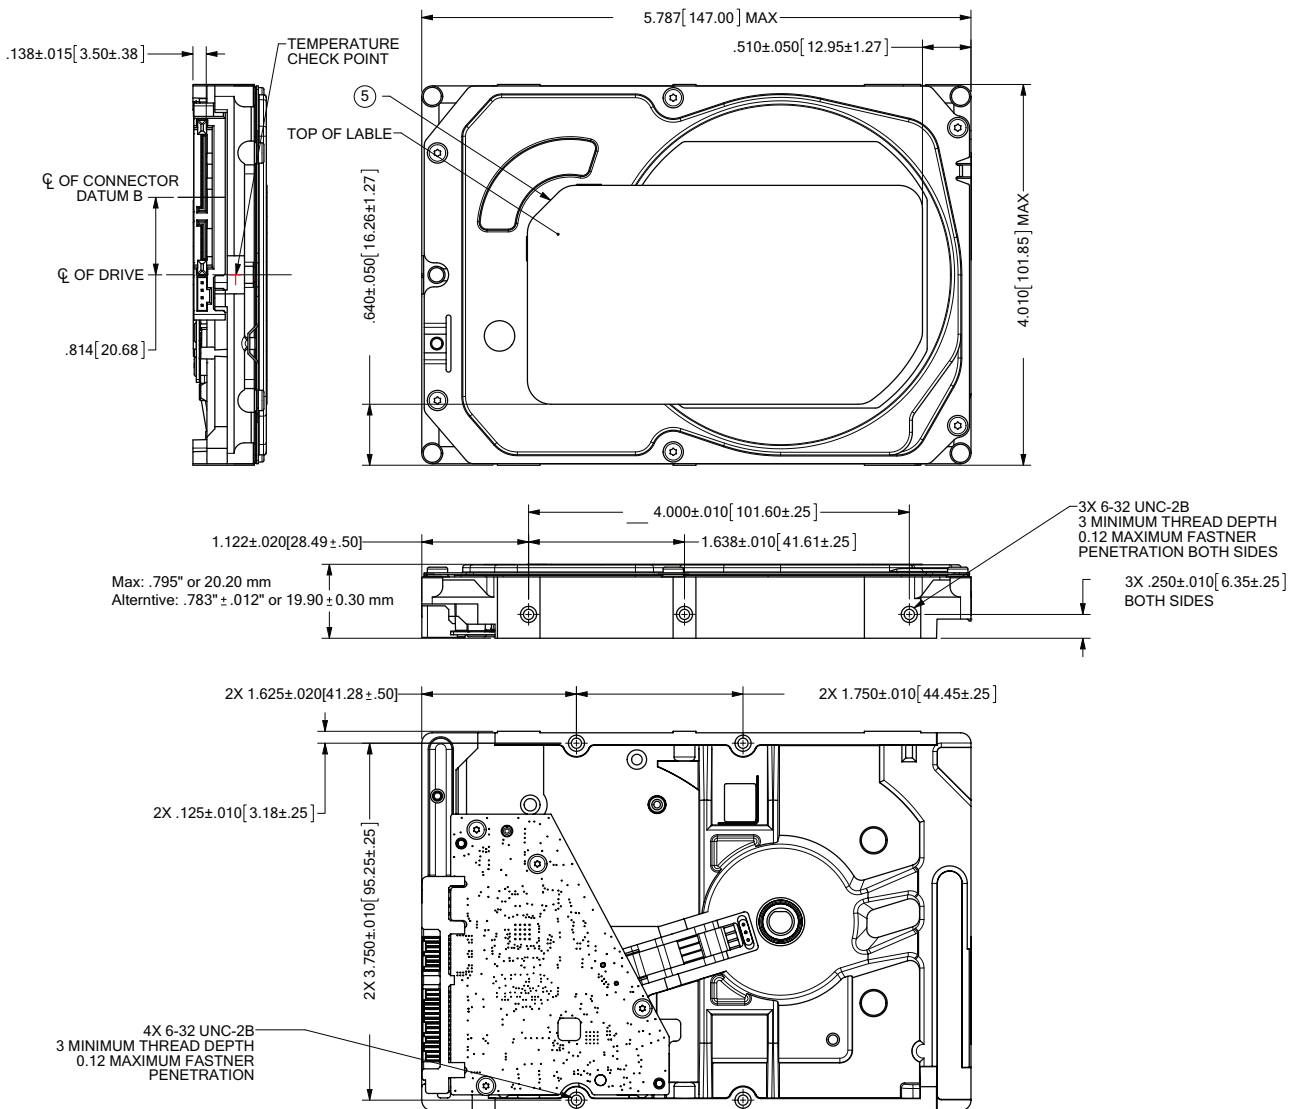 5.787[147.00] MAX
.138±.015[3.50±.38]
TEMPERATURE
CHECK POINT
.510±.050[12.95±1.27]
5
TOP OF LABLE
℄ OF CONNECTOR
DATUM B
.640±.050[16.26±1.27]
4.010[101.85] MAX
℄ OF DRIVE
.814[20.68]
4.000±.010[101.60±.25]
3X 6-32 UNC-2B
3 MINIMUM THREAD DEPTH
0.12 MAXIMUM FASTNER
PENETRATION BOTH SIDES
1.122±.020[28.49±.50]
1.638±.010[41.61±.25]
Max: .795" or 20.20 mm
Alterntive: .783" ± .012" or 19.90 ± 0.30 mm
3X .250±.010[6.35±.25]
BOTH SIDES
2X 1.625±.020[41.28±.50]
2X 1.750±.010[44.45±.25]
2X .125±.010[3.18±.25]
2X 3.750±.010[95.25±.25]
4X 6-32 UNC-2B
3 MINIMUM THREAD DEPTH
0.12 MAXIMUM FASTNER
PENETRATION